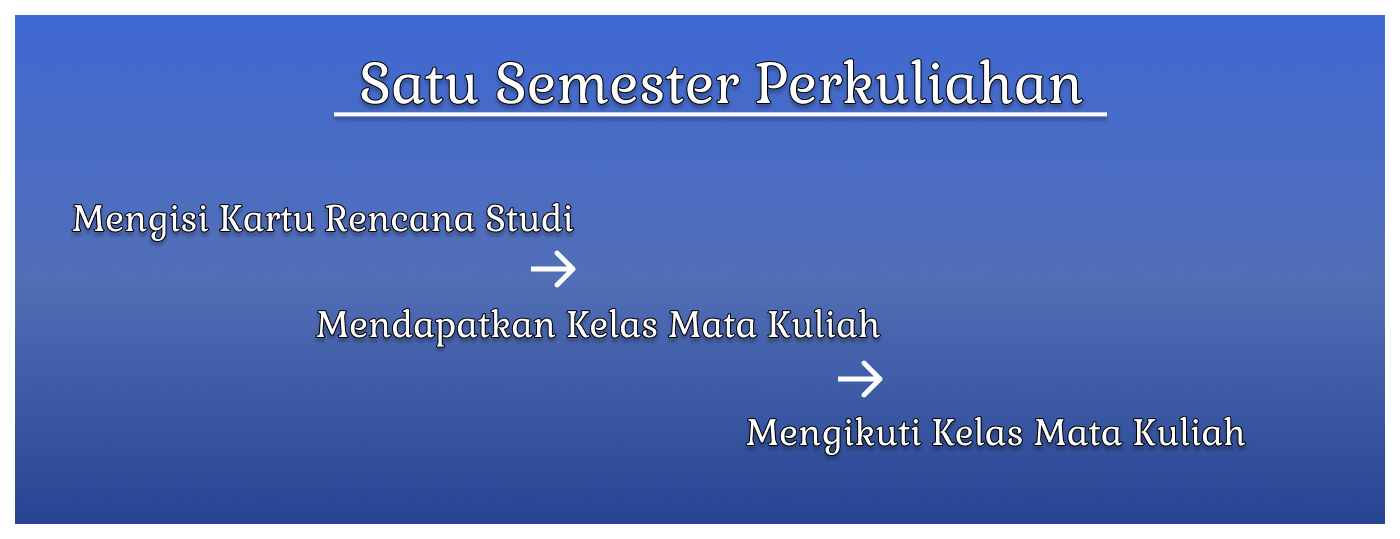 Satu Semester Perkuliahan
Mengisi Kartu Rencana Studi
Mendapatkan Kelas Mata Kuliah
Mengikuti Kelas Mata Kuliah